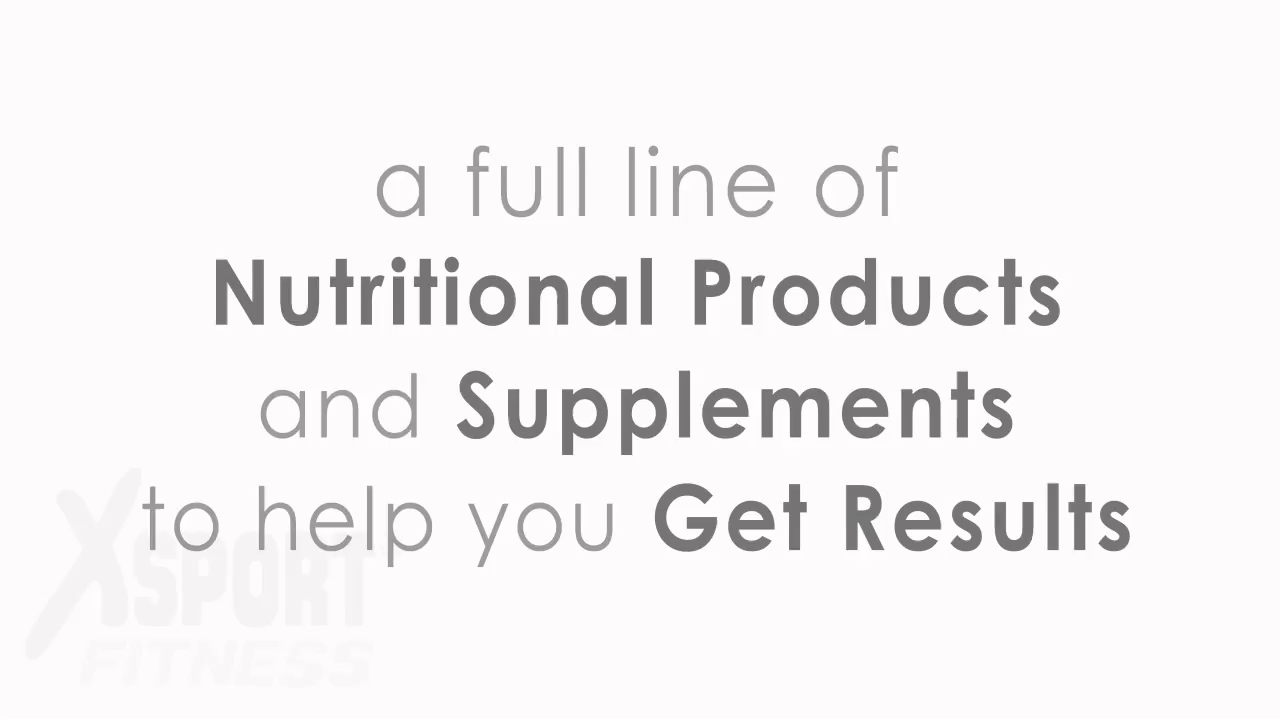 a full line of
Nutritional Products
and Supplements
to help you Get Results
XSPORT
FITNESS